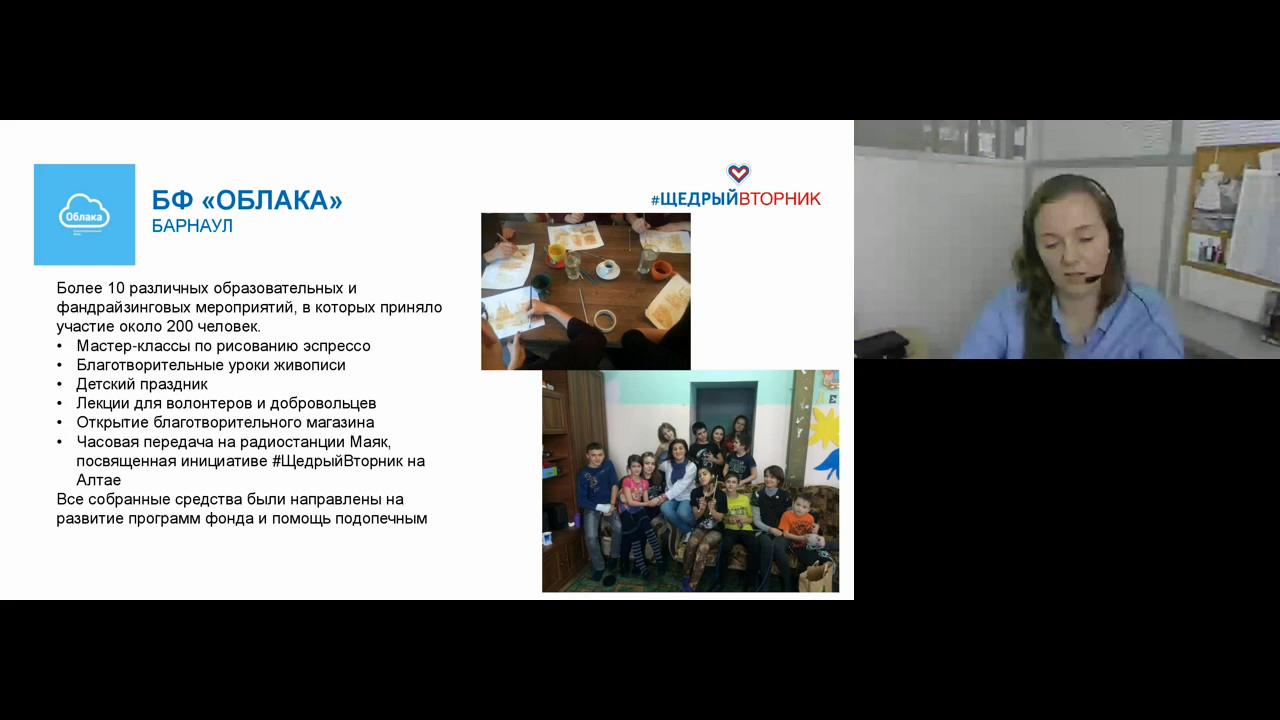 Облака
БФ «ОБЛАКА»
БАРНАУЛ
#ЩЕДРЫЙВТОРНИК
Более 10 различных образовательных и
фандрайзинговых мероприятий, в которых приняло
участие около 200 человек.
• Мастер-классы по рисованию эспрессо
• Благотворительные уроки живописи
• Детский праздник
• Лекции для волонтеров и добровольцев
• Открытие благотворительного магазина
• Часовая передача на радиостанции Маяк,
посвященная инициативе #ЩедрыйВторник на
Алтае
Все собранные средства были направлены на
развитие программ фонда и помощь подопечным